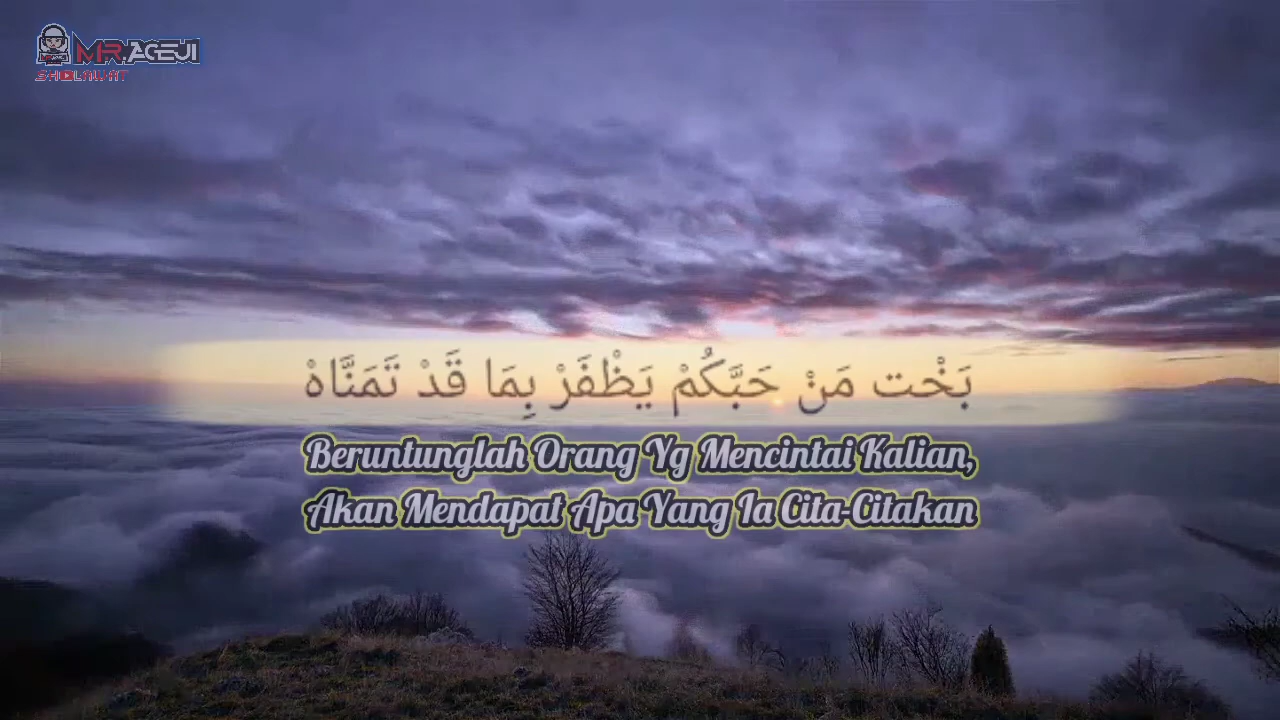 MR.AGEJI
SHOLAWAT
بَخْت مَنْ حَبَّكُمْ يَظْفَرْ بِمَا قَدْ تَمَنَّاهْ
Beruntunglah Orang Yg Mencintai Kalian,
Akan Mendapat Apa Yang Ia Cita-Citakan